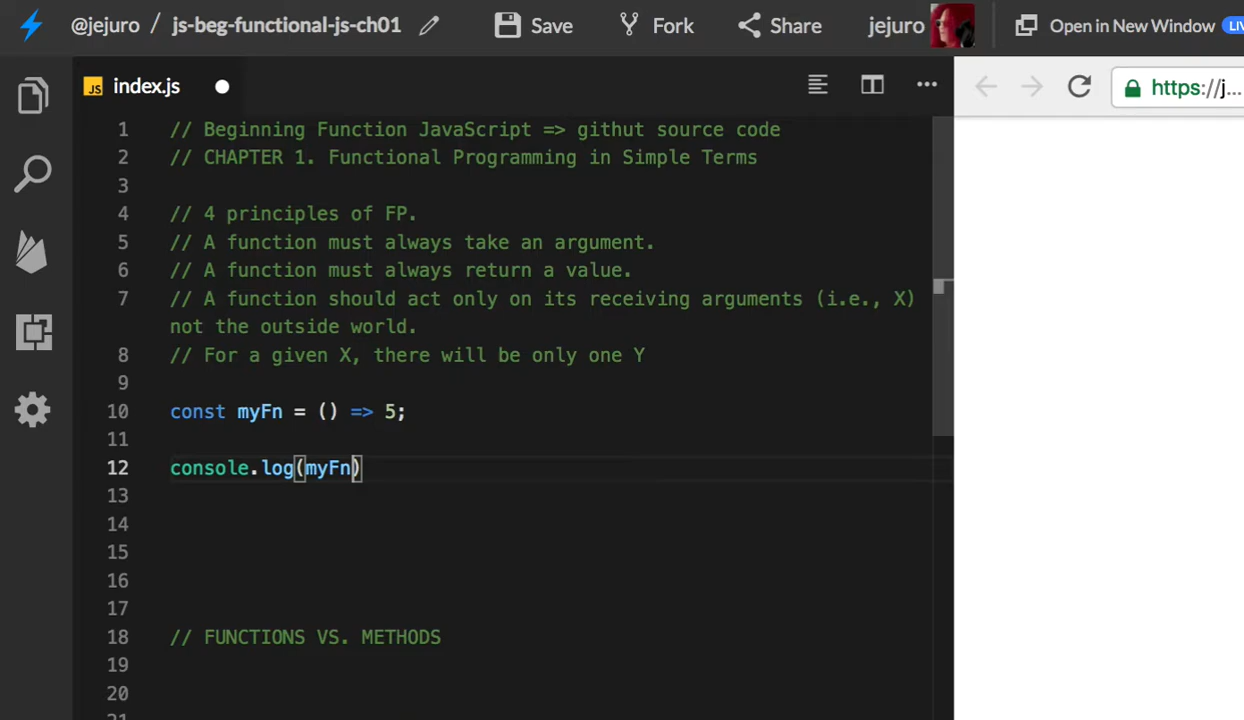 @jejuro / js-beg-functional-js-ch01 Save Fork Share jejuro Open in New Window LIV
JS index.js https://j...
1 // Beginning Function JavaScript => githut source code
2 // CHAPTER 1. Functional Programming in Simple Terms
3
4 // 4 principles of FP.
5 // A function must always take an argument.
6 // A function must always return a value.
7 // A function should act only on its receiving arguments (i.e., X)
not the outside world.
8 // For a given X, there will be only one Y
9
10 const myFn = () => 5;
11
12 console.log(myFn)
13
14
15
16
17
18 // FUNCTIONS VS. METHODS
19
20
21